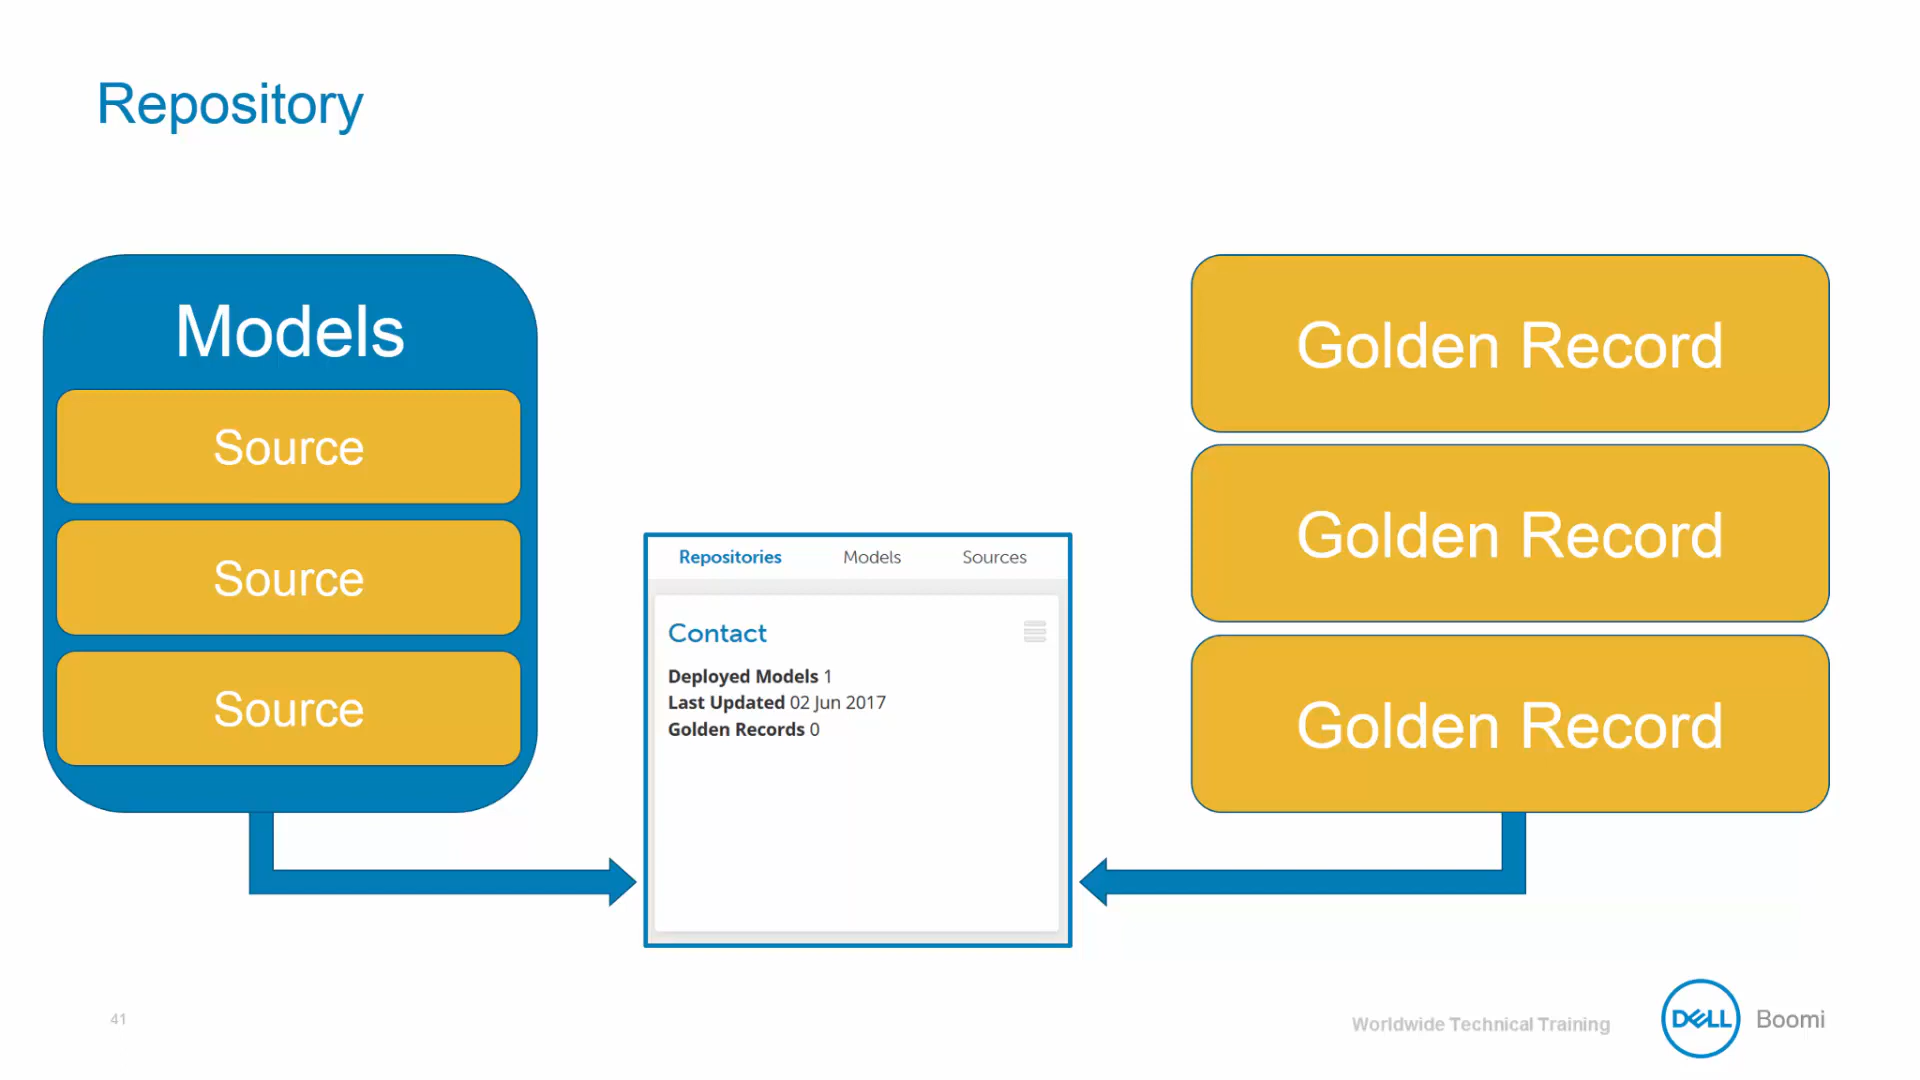 Repository
Models
Source
Source
Source
Repositories Models Sources
Contact
Deployed Models 1
Last Updated 02 Jun 2017
Golden Records 0
Golden Record
Golden Record
Golden Record
41
Worldwide Technical Training
DELL Boomi